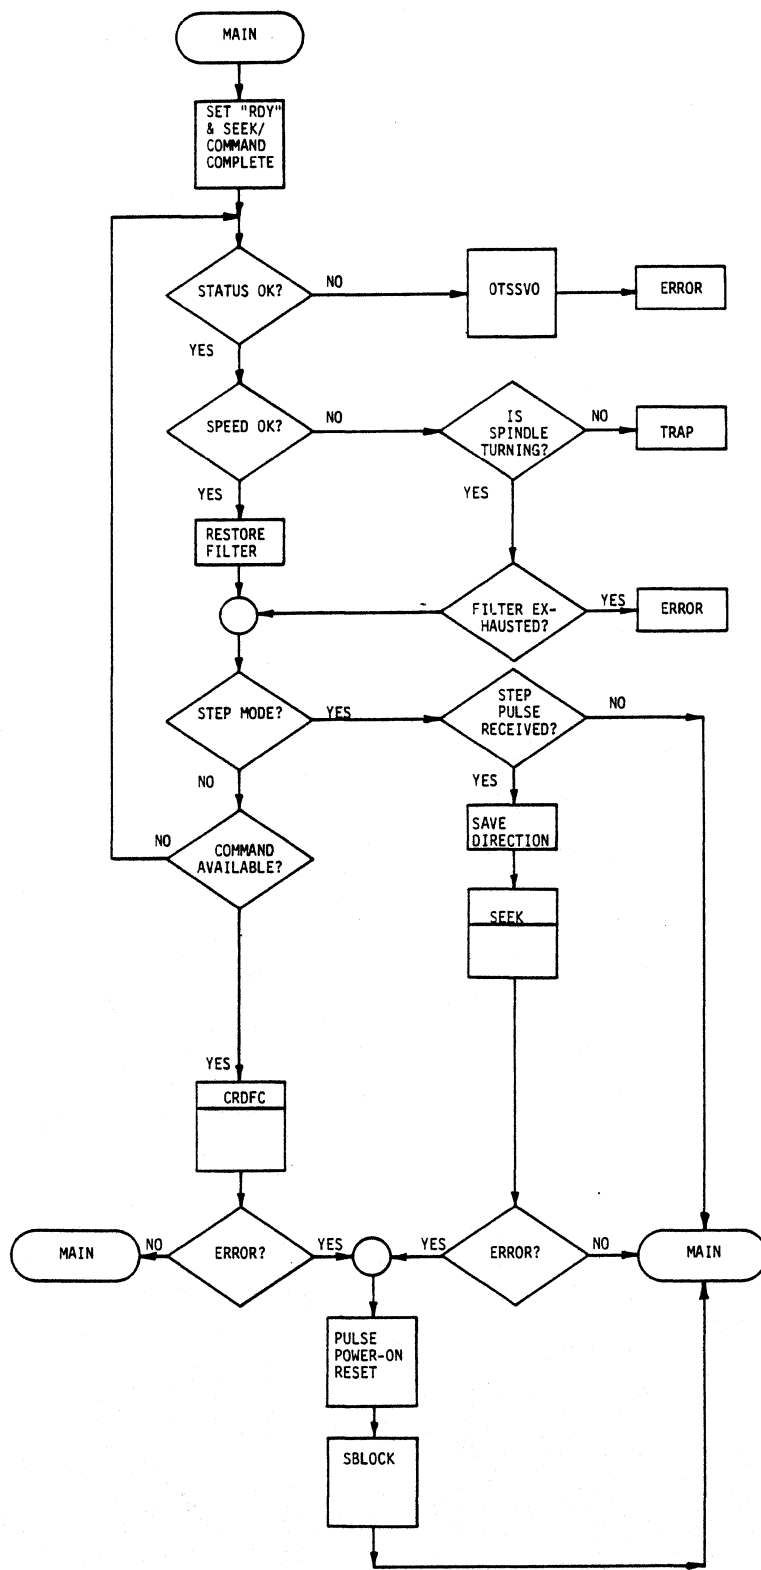 MAIN
SET "RDY"
& SEEK/
COMMAND
COMPLETE
STATUS OK?
NO
OTSSVO
ERROR
YES
SPEED OK?
NO
IS
SPINDLE
TURNING?
NO
TRAP
YES
YES
RESTORE
FILTER
FILTER EX-
HAUSTED?
YES
ERROR
STEP MODE?
YES
STEP
PULSE
RECEIVED?
NO
NO
YES
SAVE
DIRECTION
NO
COMMAND
AVAILABLE?
SEEK
YES
CRDFC
MAIN
NO
ERROR?
YES
YES
ERROR?
NO
MAIN
PULSE
POWER-ON
RESET
SBLOCK